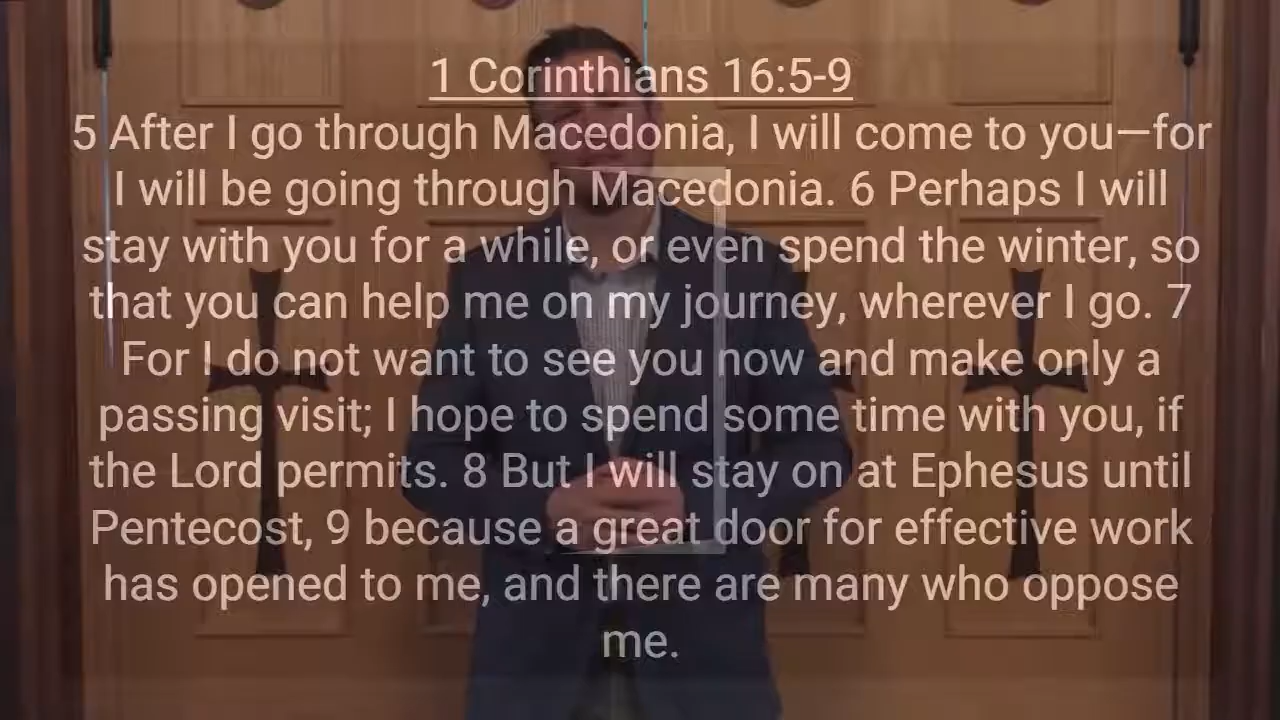 1 Corinthians 16:5-9
5 After I go through Macedonia, I will come to you—for
I will be going through Macedonia. 6 Perhaps I will
stay with you for a while, or even spend the winter, so
that you can help me on my journey, wherever I go. 7
For I do not want to see you now and make only a
passing visit; I hope to spend some time with you, if
the Lord permits. 8 But I will stay on at Ephesus until
Pentecost, 9 because a great door for effective work
has opened to me, and there are many who oppose
me.